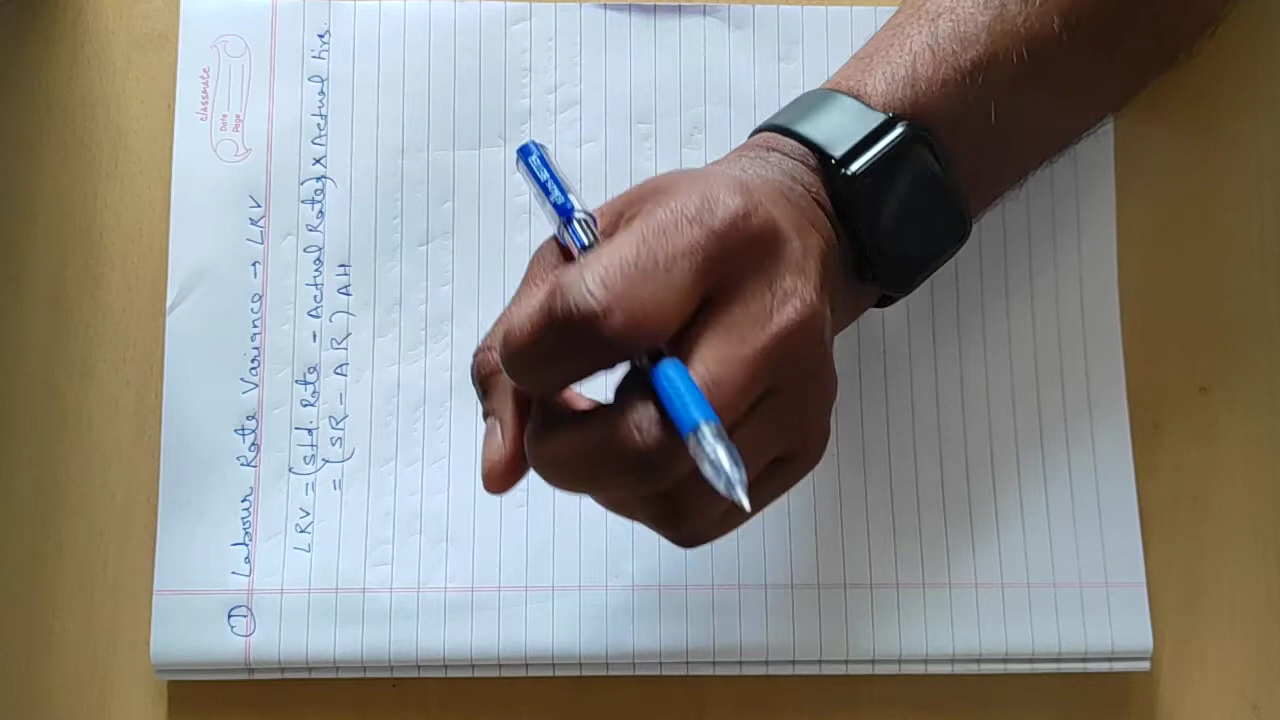 classmate
Date
Page
① Labour Rate Variance → LRV
LRV = (Std. Rate - Actual Rate) × Actual Hrs.
= (SR - AR) AH